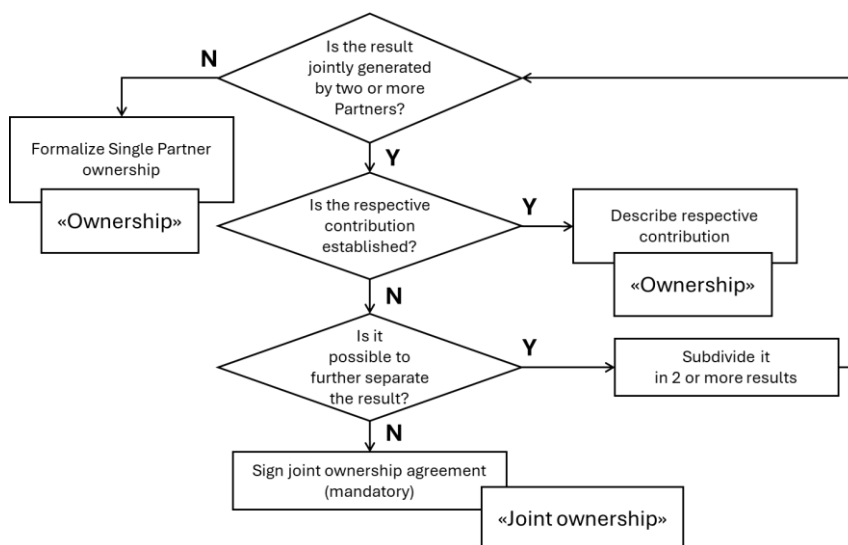 N
Is the result
jointly generated
by two or more
Partners?
Formalize Single Partner
ownership
«Ownership»
Y
Is the respective
contribution
established?
Y
Describe respective
contribution
«Ownership»
N
Is it
possible to
further separate
the result?
Y
Subdivide it
in 2 or more results
N
Sign joint ownership agreement
(mandatory)
«Joint ownership»